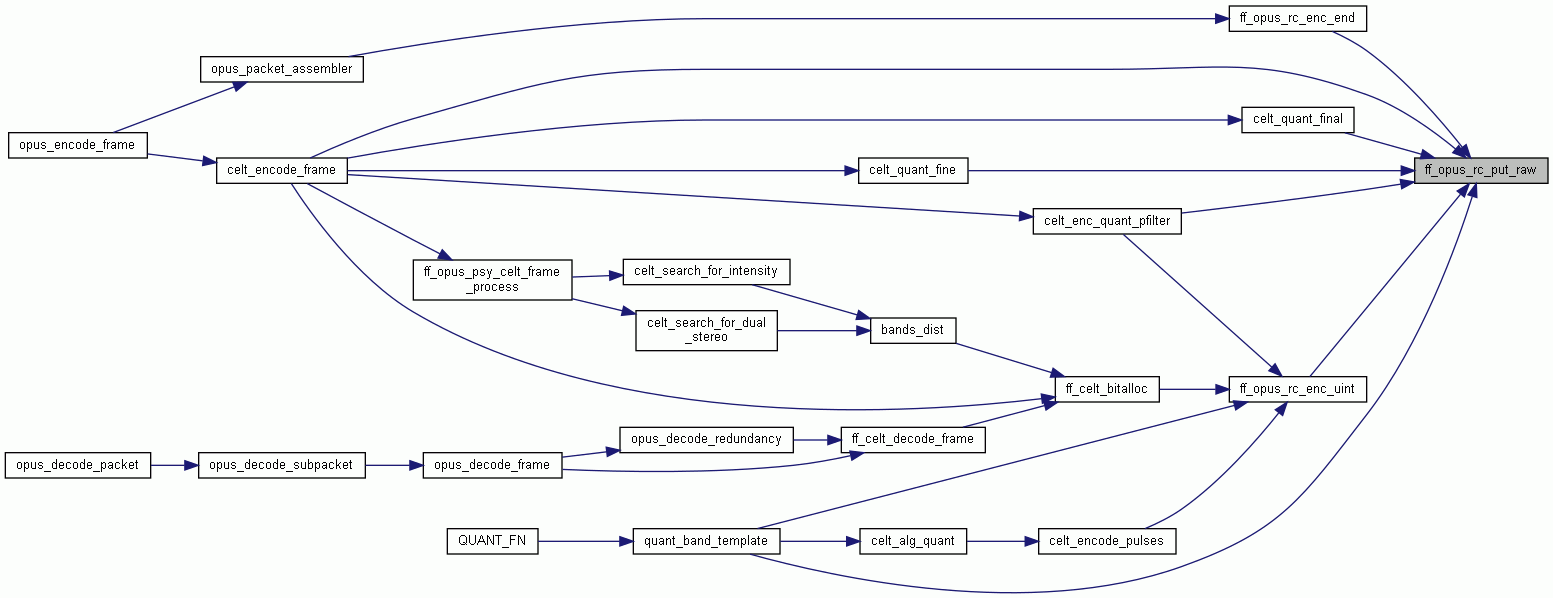 ff_opus_rc_enc_end
opus_packet_assembler
celt_quant_final
opus_encode_frame
celt_encode_frame
celt_quant_fine
ff_opus_rc_put_raw
celt_enc_quant_pfilter
ff_opus_psy_celt_frame
_process
celt_search_for_intensity
celt_search_for_dual
_stereo
bands_dist
ff_celt_bitalloc
ff_opus_rc_enc_uint
opus_decode_redundancy
ff_celt_decode_frame
opus_decode_packet
opus_decode_subpacket
opus_decode_frame
QUANT_FN
quant_band_template
celt_alg_quant
celt_encode_pulses